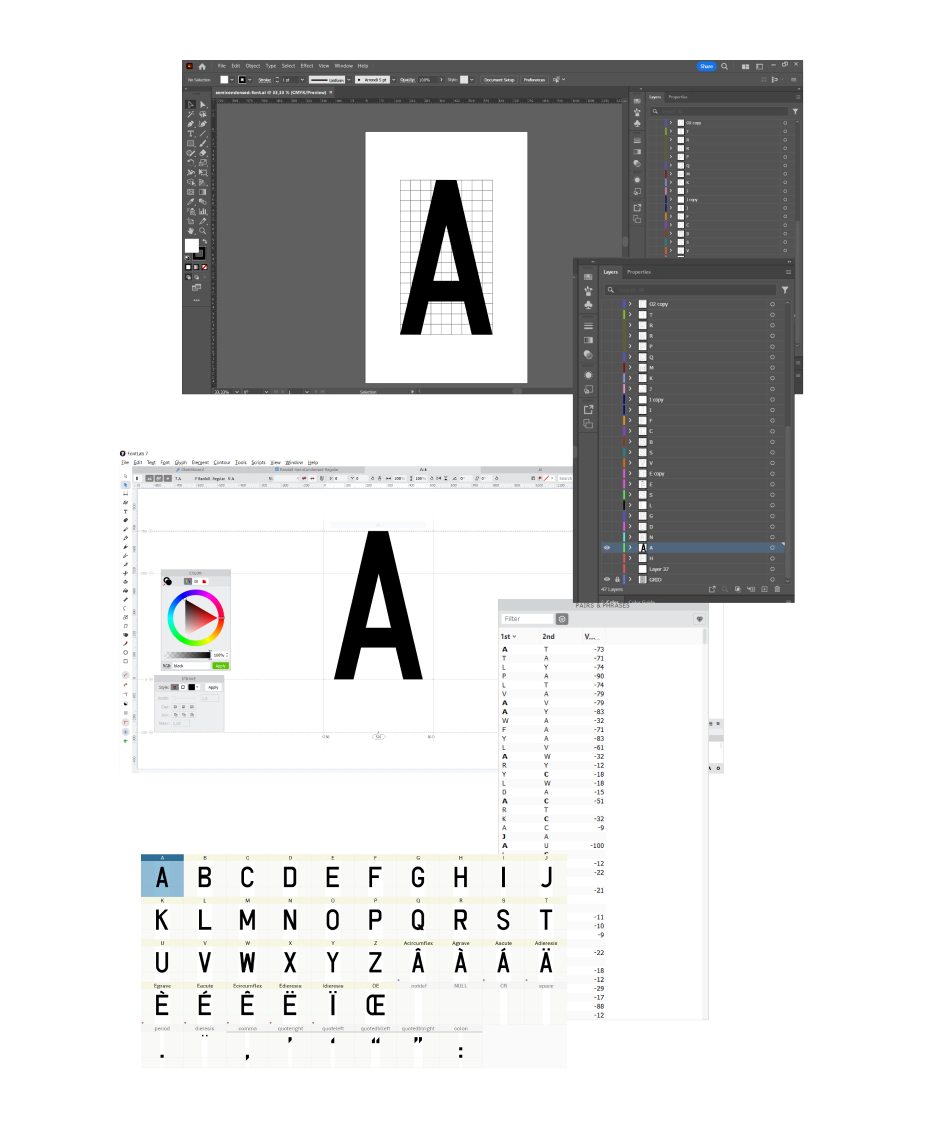 File Edit Object Type Select Effect View Window Help
Share
No Selection
Stroke:
1 pt
Uniform
Opacity:
100%
Style:
Document Setup
Preferences
Layers Properties
O2 copy
T
R
R
P
Q
M
K
J
I copy
I
F
C
B
S
V
A
33,33%
0°
1
Selection
Layers Properties
O2 copy
T
R
R
P
Q
M
K
J
I copy
I
F
C
B
S
V
E copy
E
S
L
G
D
N
A
H
Layer 37
GRID
47 Layers
FontLab 7
File Edit Text Font Glyph Element Contour Tools Scripts View Window Help
A
COLOR
100%
RGB black Apply
STROKE
Style: Apply
PAIRS & PHRASES
Filter
1st 2nd V...
A T -73
T A -71
L Y -74
P A -90
L T -74
V A -79
A V -79
A Y -83
W A -32
F A -71
Y A -83
L V -61
A W -32
R Y -12
Y C -18
L W -18
D A -15
A C -51
R T
K C -32
A C -9
J A
A U -100
-12
-22
-21
-11
-10
-9
-22
-18
-12
-29
-17
-88
-12
A B C D E F G H I J
A B C D E F G H I J
K L M N O P Q R S T
K L M N O P Q R S T
U V W X Y Z Acircumflex Agrave Aacute Adieresis
U V W X Y Z Â À Á Ä
Egrave Eacute Ecircumflex Edieresis Idieresis OE .notdef NULL CR space
È É Ê Ë Ï Œ
period dieresis comma quoteright quoteleft quotedblleft quotedblright colon
. ¨ , ’ ‘ “ ” :